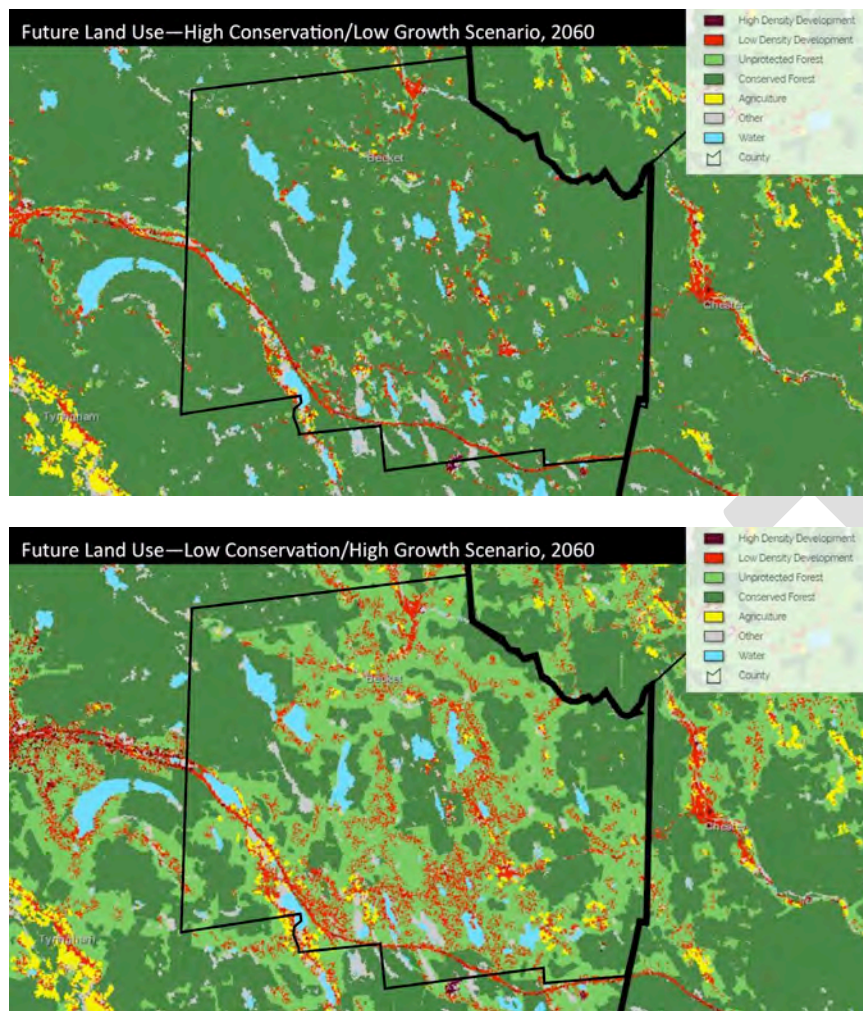 Future Land Use—High Conservation/Low Growth Scenario, 2060
High Density Development
Low Density Development
Unprotected Forest
Conserved Forest
Agriculture
Other
Water
County
Becket
Chester
Tyringham
Future Land Use—Low Conservation/High Growth Scenario, 2060
High Density Development
Low Density Development
Unprotected Forest
Conserved Forest
Agriculture
Other
Water
County
Becket
Chester
Tyringham